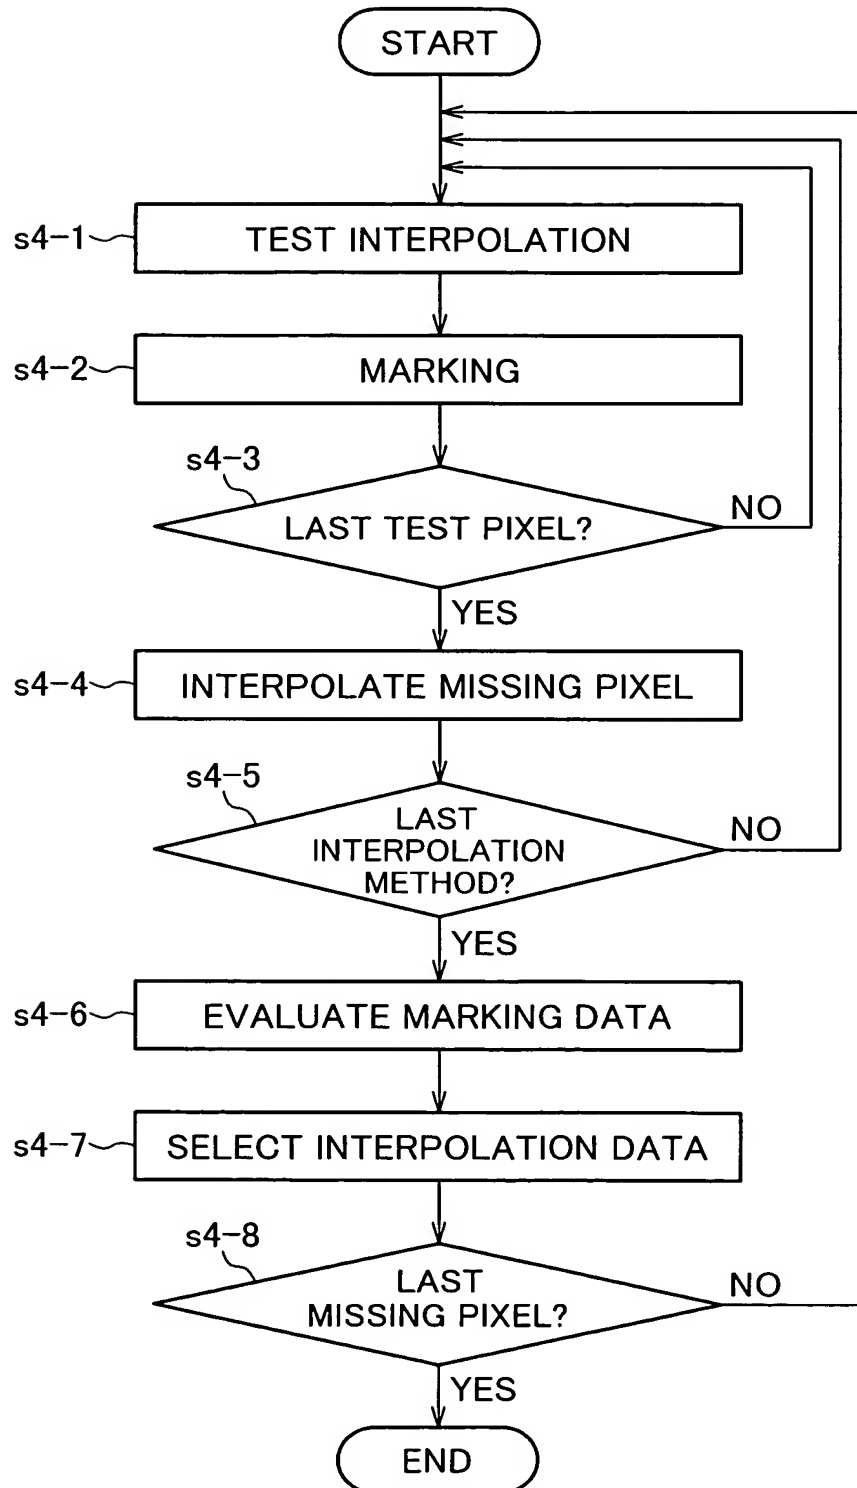 START
s4-1
TEST INTERPOLATION
s4-2
MARKING
s4-3
LAST TEST PIXEL?
NO
YES
s4-4
INTERPOLATE MISSING PIXEL
s4-5
LAST
INTERPOLATION
METHOD?
NO
YES
s4-6
EVALUATE MARKING DATA
s4-7
SELECT INTERPOLATION DATA
s4-8
LAST
MISSING PIXEL?
NO
YES
END